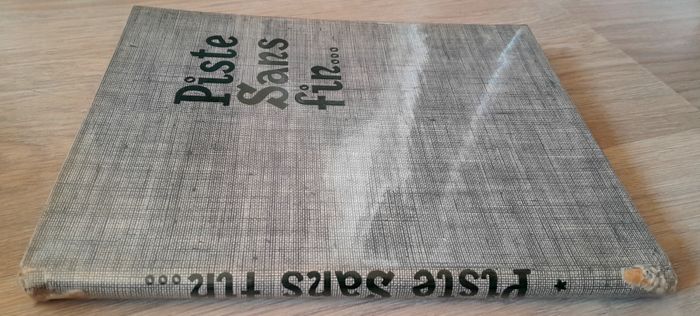 Piste
Sans
fin...
* Piste Sans fin...